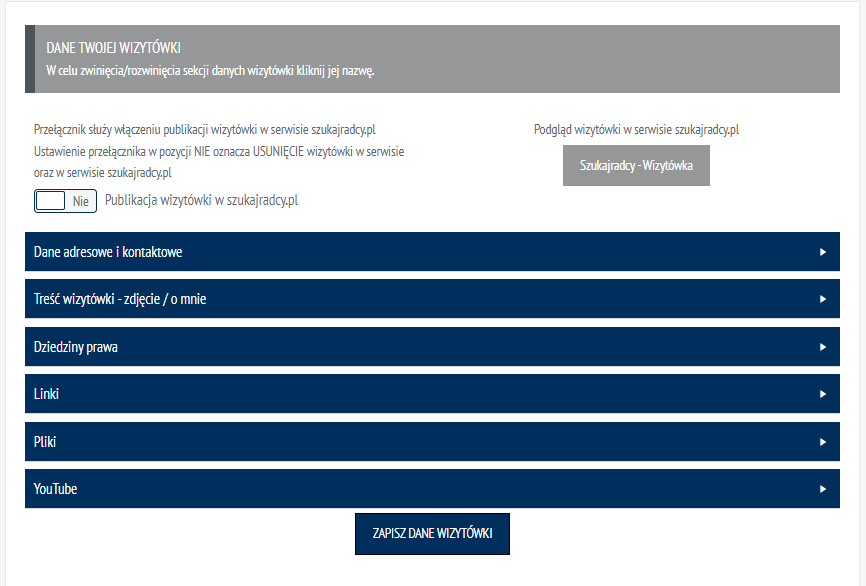 DANE TWOJEJ WIZYTÓWKI
W celu zwinięcia/rozwinięcia sekcji danych wizytówki kliknij jej nazwę.
Przełącznik służy włączeniu publikacji wizytówki w serwisie szukajradcy.pl
Ustawienie przełącznika w pozycji NIE oznacza USUNIĘCIE wizytówki w serwisie
oraz w serwisie szukajradcy.pl
Nie Publikacja wizytówki w szukajradcy.pl
Podgląd wizytówki w serwisie szukajradcy.pl
Szukajradcy - Wizytówka
Dane adresowe i kontaktowe
Treść wizytówki - zdjęcie / o mnie
Dziedziny prawa
Linki
Pliki
YouTube
ZAPISZ DANE WIZYTÓWKI